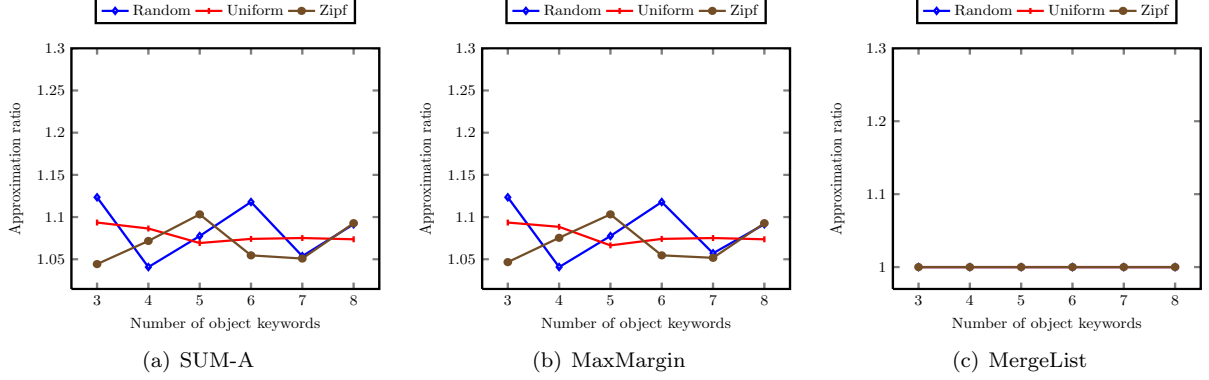 Random Uniform Zipf
1.3
1.25
1.2
1.15
1.1
1.05
Approximation ratio
3 4 5 6 7 8
Number of object keywords
(a) SUM-A
Random Uniform Zipf
1.3
1.25
1.2
1.15
1.1
1.05
Approximation ratio
3 4 5 6 7 8
Number of object keywords
(b) MaxMargin
Random Uniform Zipf
1.3
1.2
1.1
1
Approximation ratio
3 4 5 6 7 8
Number of object keywords
(c) MergeList